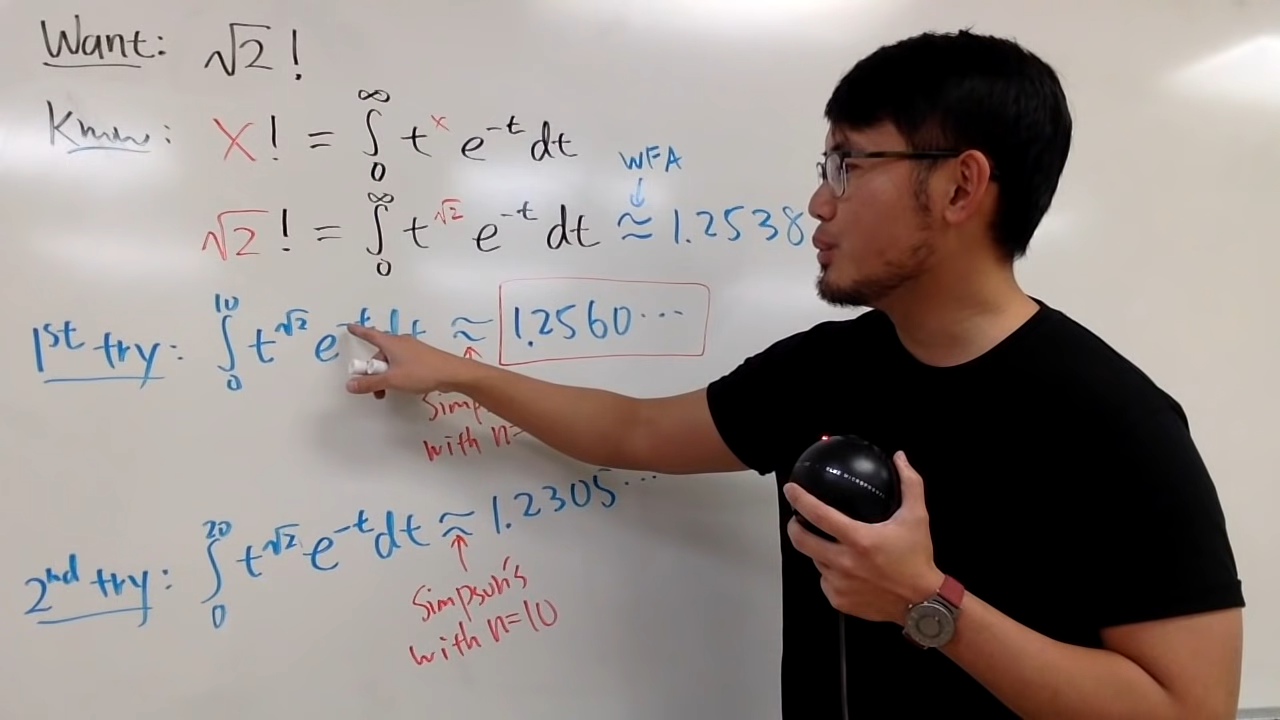 Want: √2 !
Know: x! = ∫₀^∞ t^x e^-t dt
WFA
↓
√2 ! = ∫₀^∞ t^√2 e^-t dt ≈ 1.2538
1st try: ∫₀^10 t^√2 e^-t dt ≈ 1.2560...
with n=
2nd try: ∫₀^20 t^√2 e^-t dt ≈ 1.2305...
Simpson's
with n=10